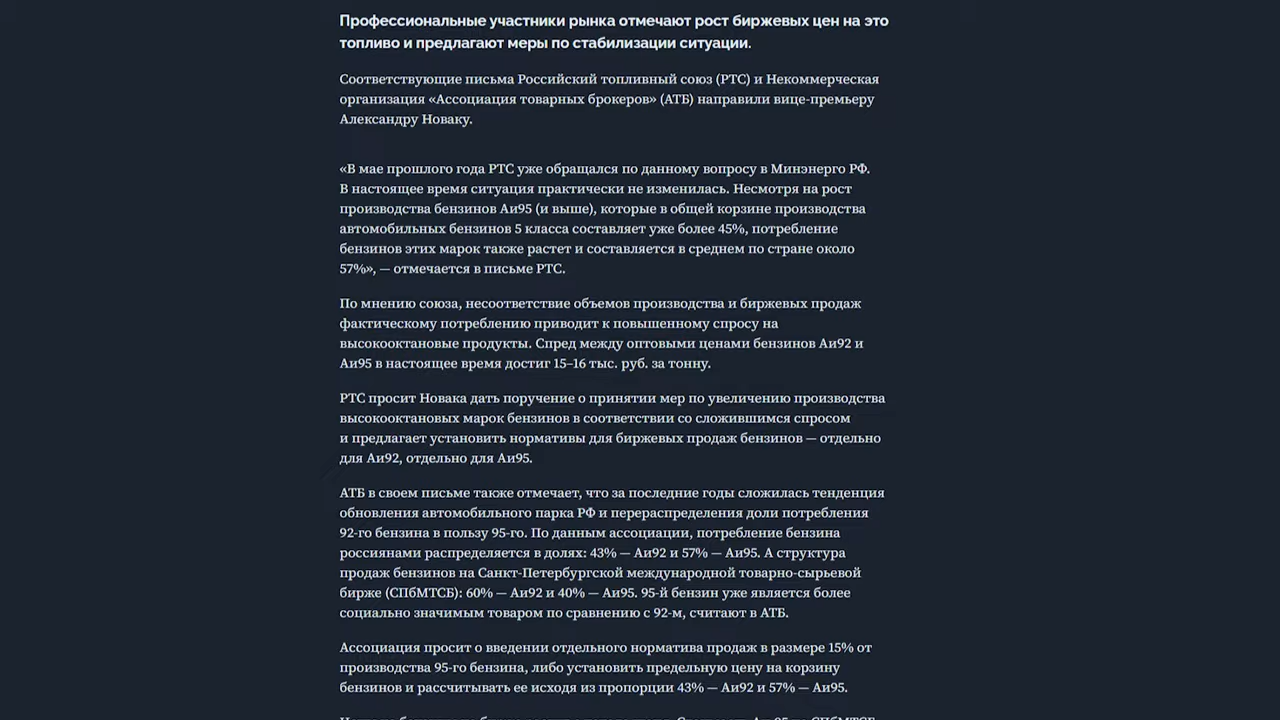 Профессиональные участники рынка отмечают рост биржевых цен на это
топливо и предлагают меры по стабилизации ситуации.
Соответствующие письма Российский топливный союз (РТС) и Некоммерческая
организация «Ассоциация товарных брокеров» (АТБ) направили вице-премьеру
Александру Новаку.
«В мае прошлого года РТС уже обращался по данному вопросу в Минэнерго РФ.
В настоящее время ситуация практически не изменилась. Несмотря на рост
производства бензинов Аи95 (и выше), которые в общей корзине производства
автомобильных бензинов 5 класса составляет уже более 45%, потребление
бензинов этих марок также растет и составляется в среднем по стране около
57%», — отмечается в письме РТС.
По мнению союза, несоответствие объемов производства и биржевых продаж
фактическому потреблению приводит к повышенному спросу на
высокооктановые продукты. Спред между оптовыми ценами бензинов Аи92 и
Аи95 в настоящее время достиг 15–16 тыс. руб. за тонну.
РТС просит Новака дать поручение о принятии мер по увеличению производства
высокооктановых марок бензинов в соответствии со сложившимся спросом
и предлагает установить нормативы для биржевых продаж бензинов — отдельно
для Аи92, отдельно для Аи95.
АТБ в своем письме также отмечает, что за последние годы сложилась тенденция
обновления автомобильного парка РФ и перераспределения доли потребления
92-го бензина в пользу 95-го. По данным ассоциации, потребление бензина
россиянами распределяется в долях: 43% — Аи92 и 57% — Аи95. А структура
продаж бензинов на Санкт-Петербургской международной товарно-сырьевой
бирже (СПбМТСБ): 60% — Аи92 и 40% — Аи95. 95-й бензин уже является более
социально значимым товаром по сравнению с 92-м, считают в АТБ.
Ассоциация просит о введении отдельного норматива продаж в размере 15% от
производства 95-го бензина, либо установить предельную цену на корзину
бензинов и рассчитывать ее исходя из пропорции 43% — Аи92 и 57% — Аи95.